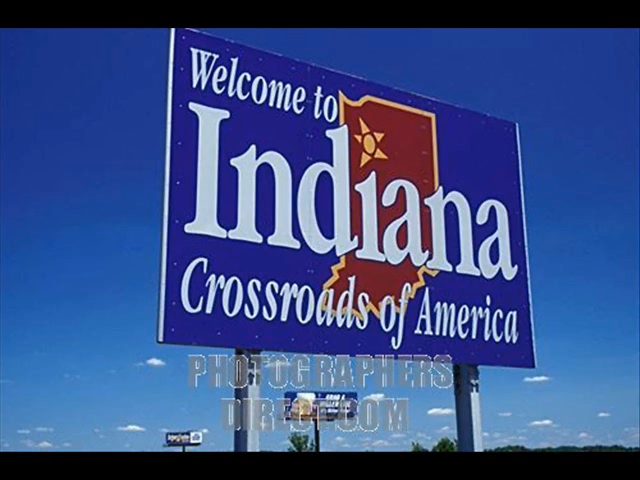 Welcome to
Indiana
Crossroads of America
PHOTOGRAPHERS
DIRECT.COM